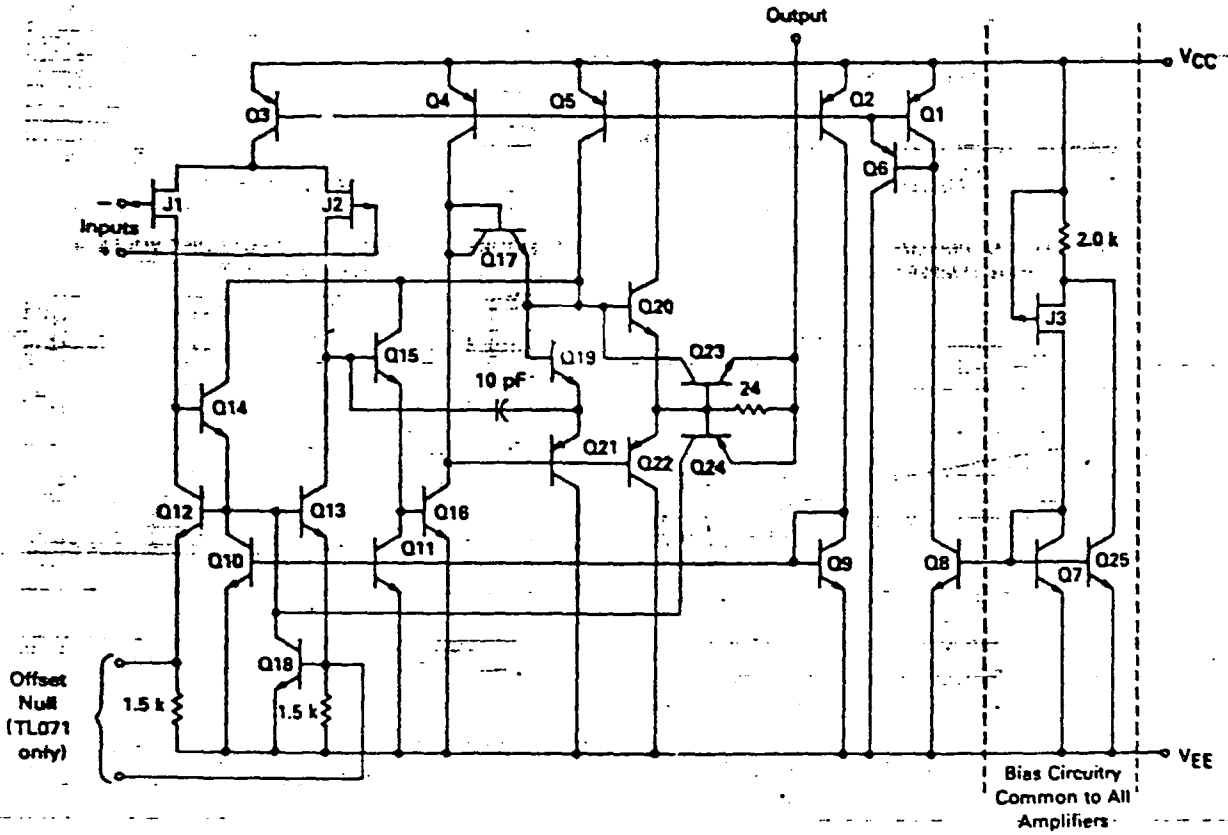 Output
VCC
Q3
Q4
Q5
Q2
Q1
Q6
−
J1
J2
Inputs
+
2.0 k
Q17
J3
Q20
Q15
Q19
Q23
10 pF
24
Q14
Q21
Q22
Q24
Q12
Q13
Q16
Q10
Q11
Q9
Q8
Q7
Q25
Q18
Offset
Null
(TL071
only)
1.5 k
1.5 k
VEE
Bias Circuitry
Common to All
Amplifiers